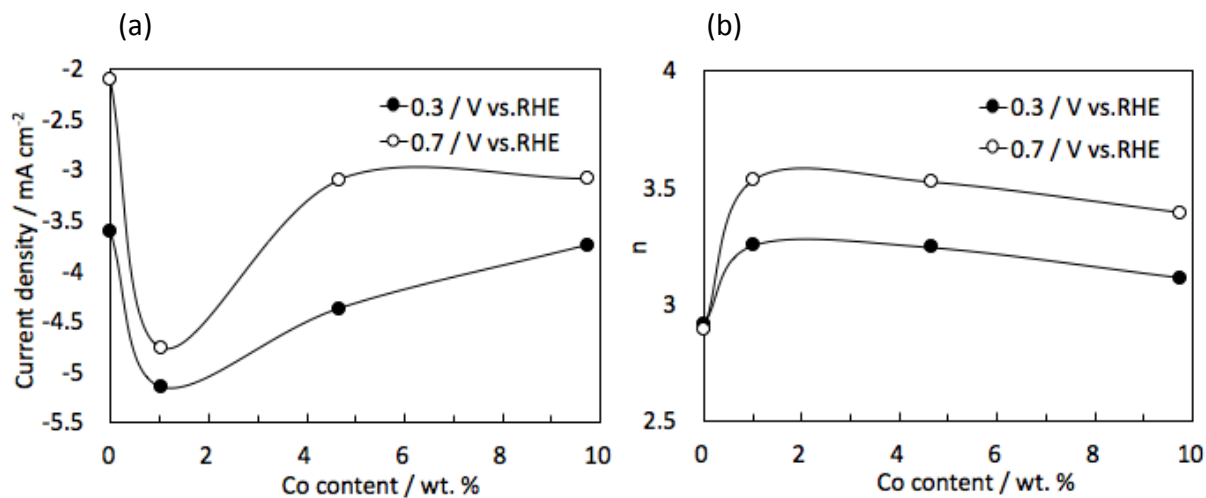 (a)
-2
-2.5
-3
-3.5
-4
-4.5
-5
-5.5
0 2 4 6 8 10
Current density / mA cm-2
Co content / wt. %
0.3 / V vs.RHE
0.7 / V vs.RHE
(b)
4
3.5
3
2.5
0 2 4 6 8 10
n
Co content / wt. %
0.3 / V vs.RHE
0.7 / V vs.RHE